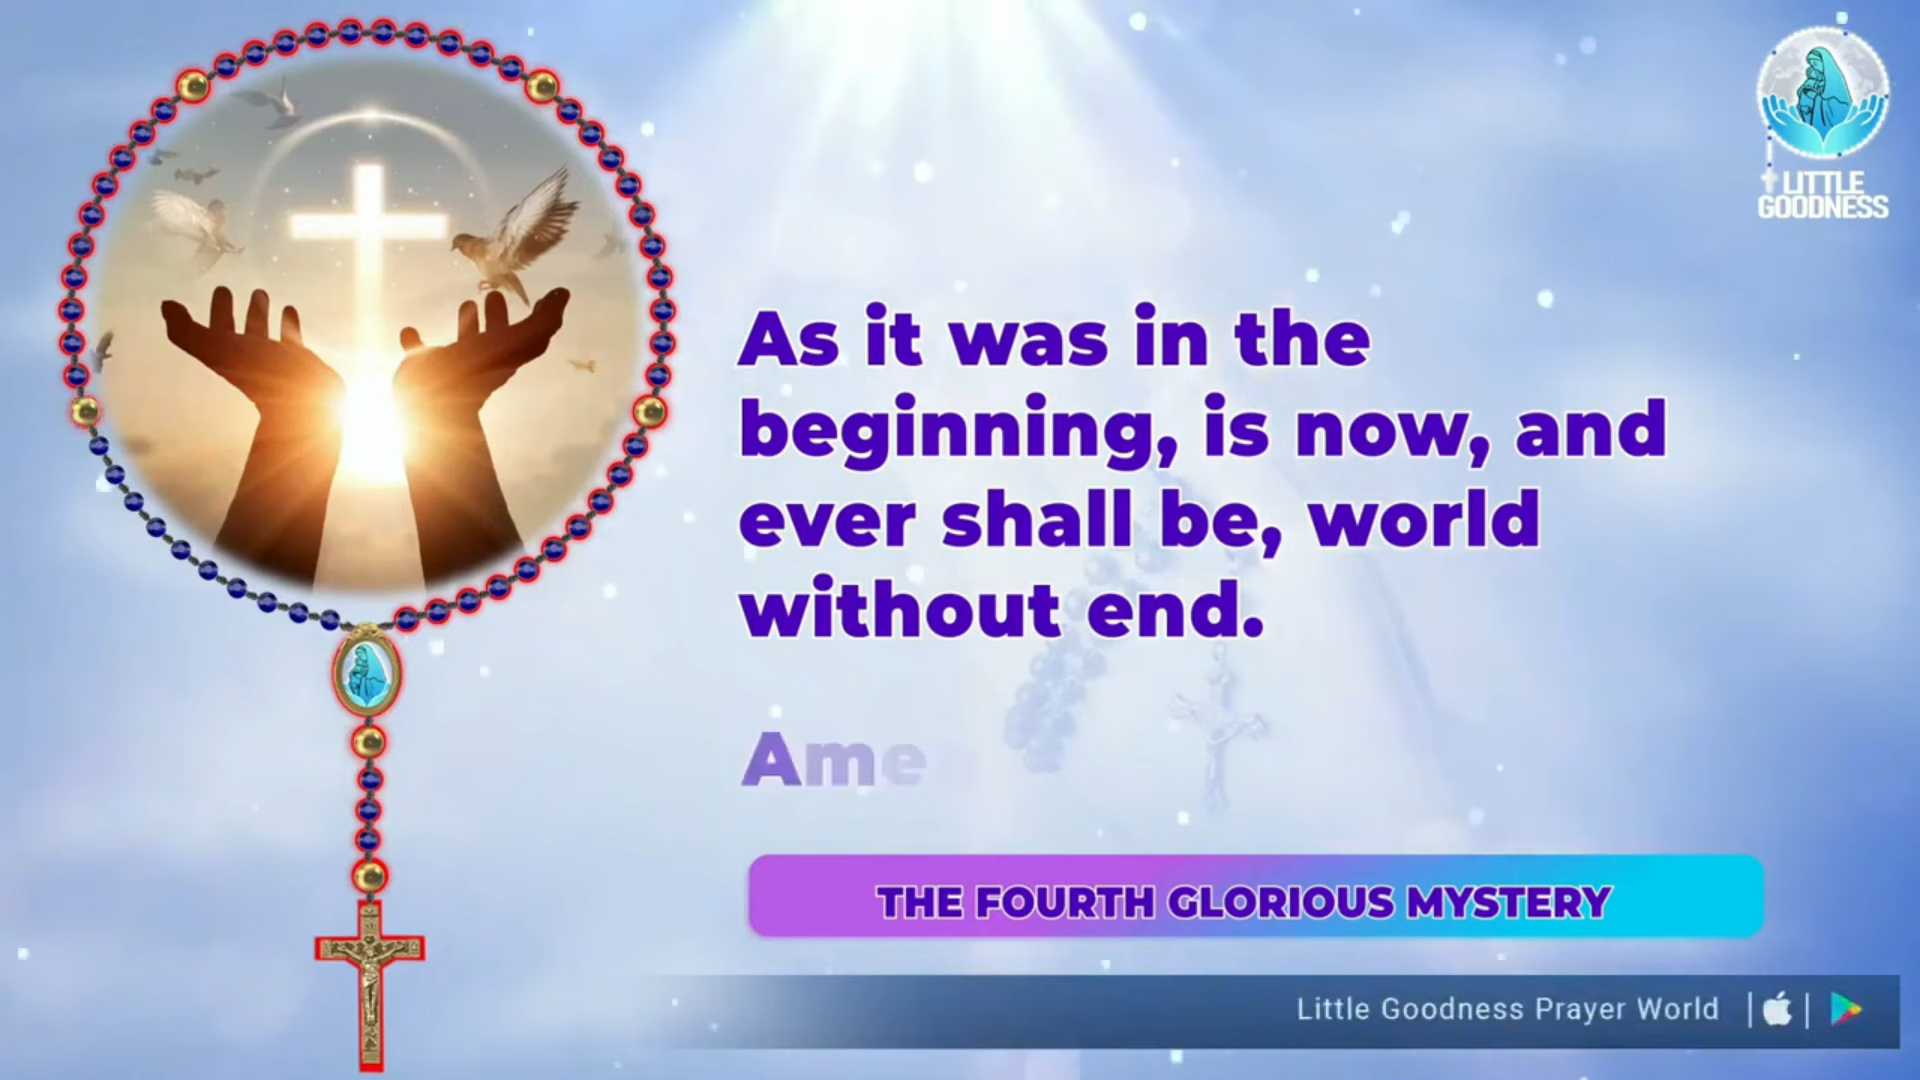 LITTLE
GOODNESS
As it was in the
beginning, is now, and
ever shall be, world
without end.
Ame
THE FOURTH GLORIOUS MYSTERY
Little Goodness Prayer World